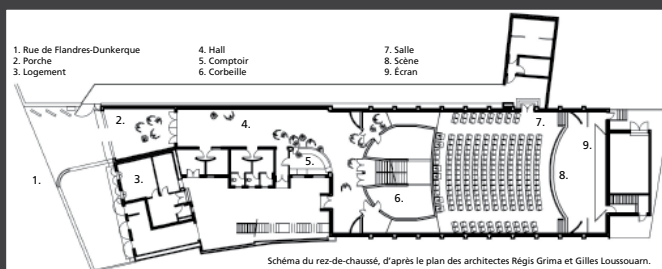 1. Rue de Flandres-Dunkerque
2. Porche
3. Logement
4. Hall
5. Comptoir
6. Corbeille
7. Salle
8. Scène
9. Écran
1.
2.
3.
4.
5.
6.
7.
8.
9.
Schéma du rez-de-chaussé, d'après le plan des architectes Régis Grima et Gilles Loussouarn.